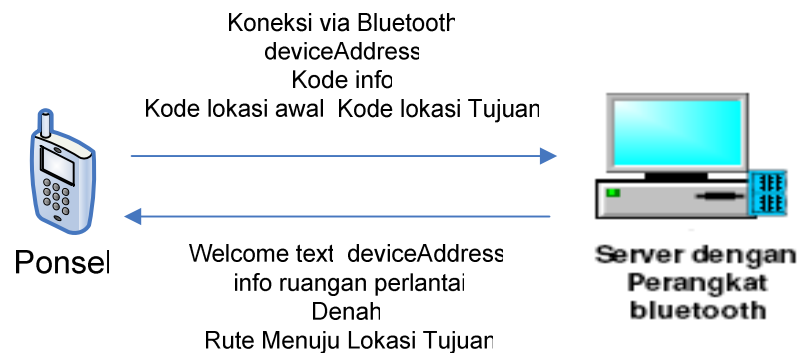 Koneksi via Bluetooth
deviceAddress
Kode info
Kode lokasi awal Kode lokasi Tujuan
Ponsel
Welcome text deviceAddress
info ruangan perlantai
Denah
Rute Menuju Lokasi Tujuan
Server dengan
Perangkat
bluetooth